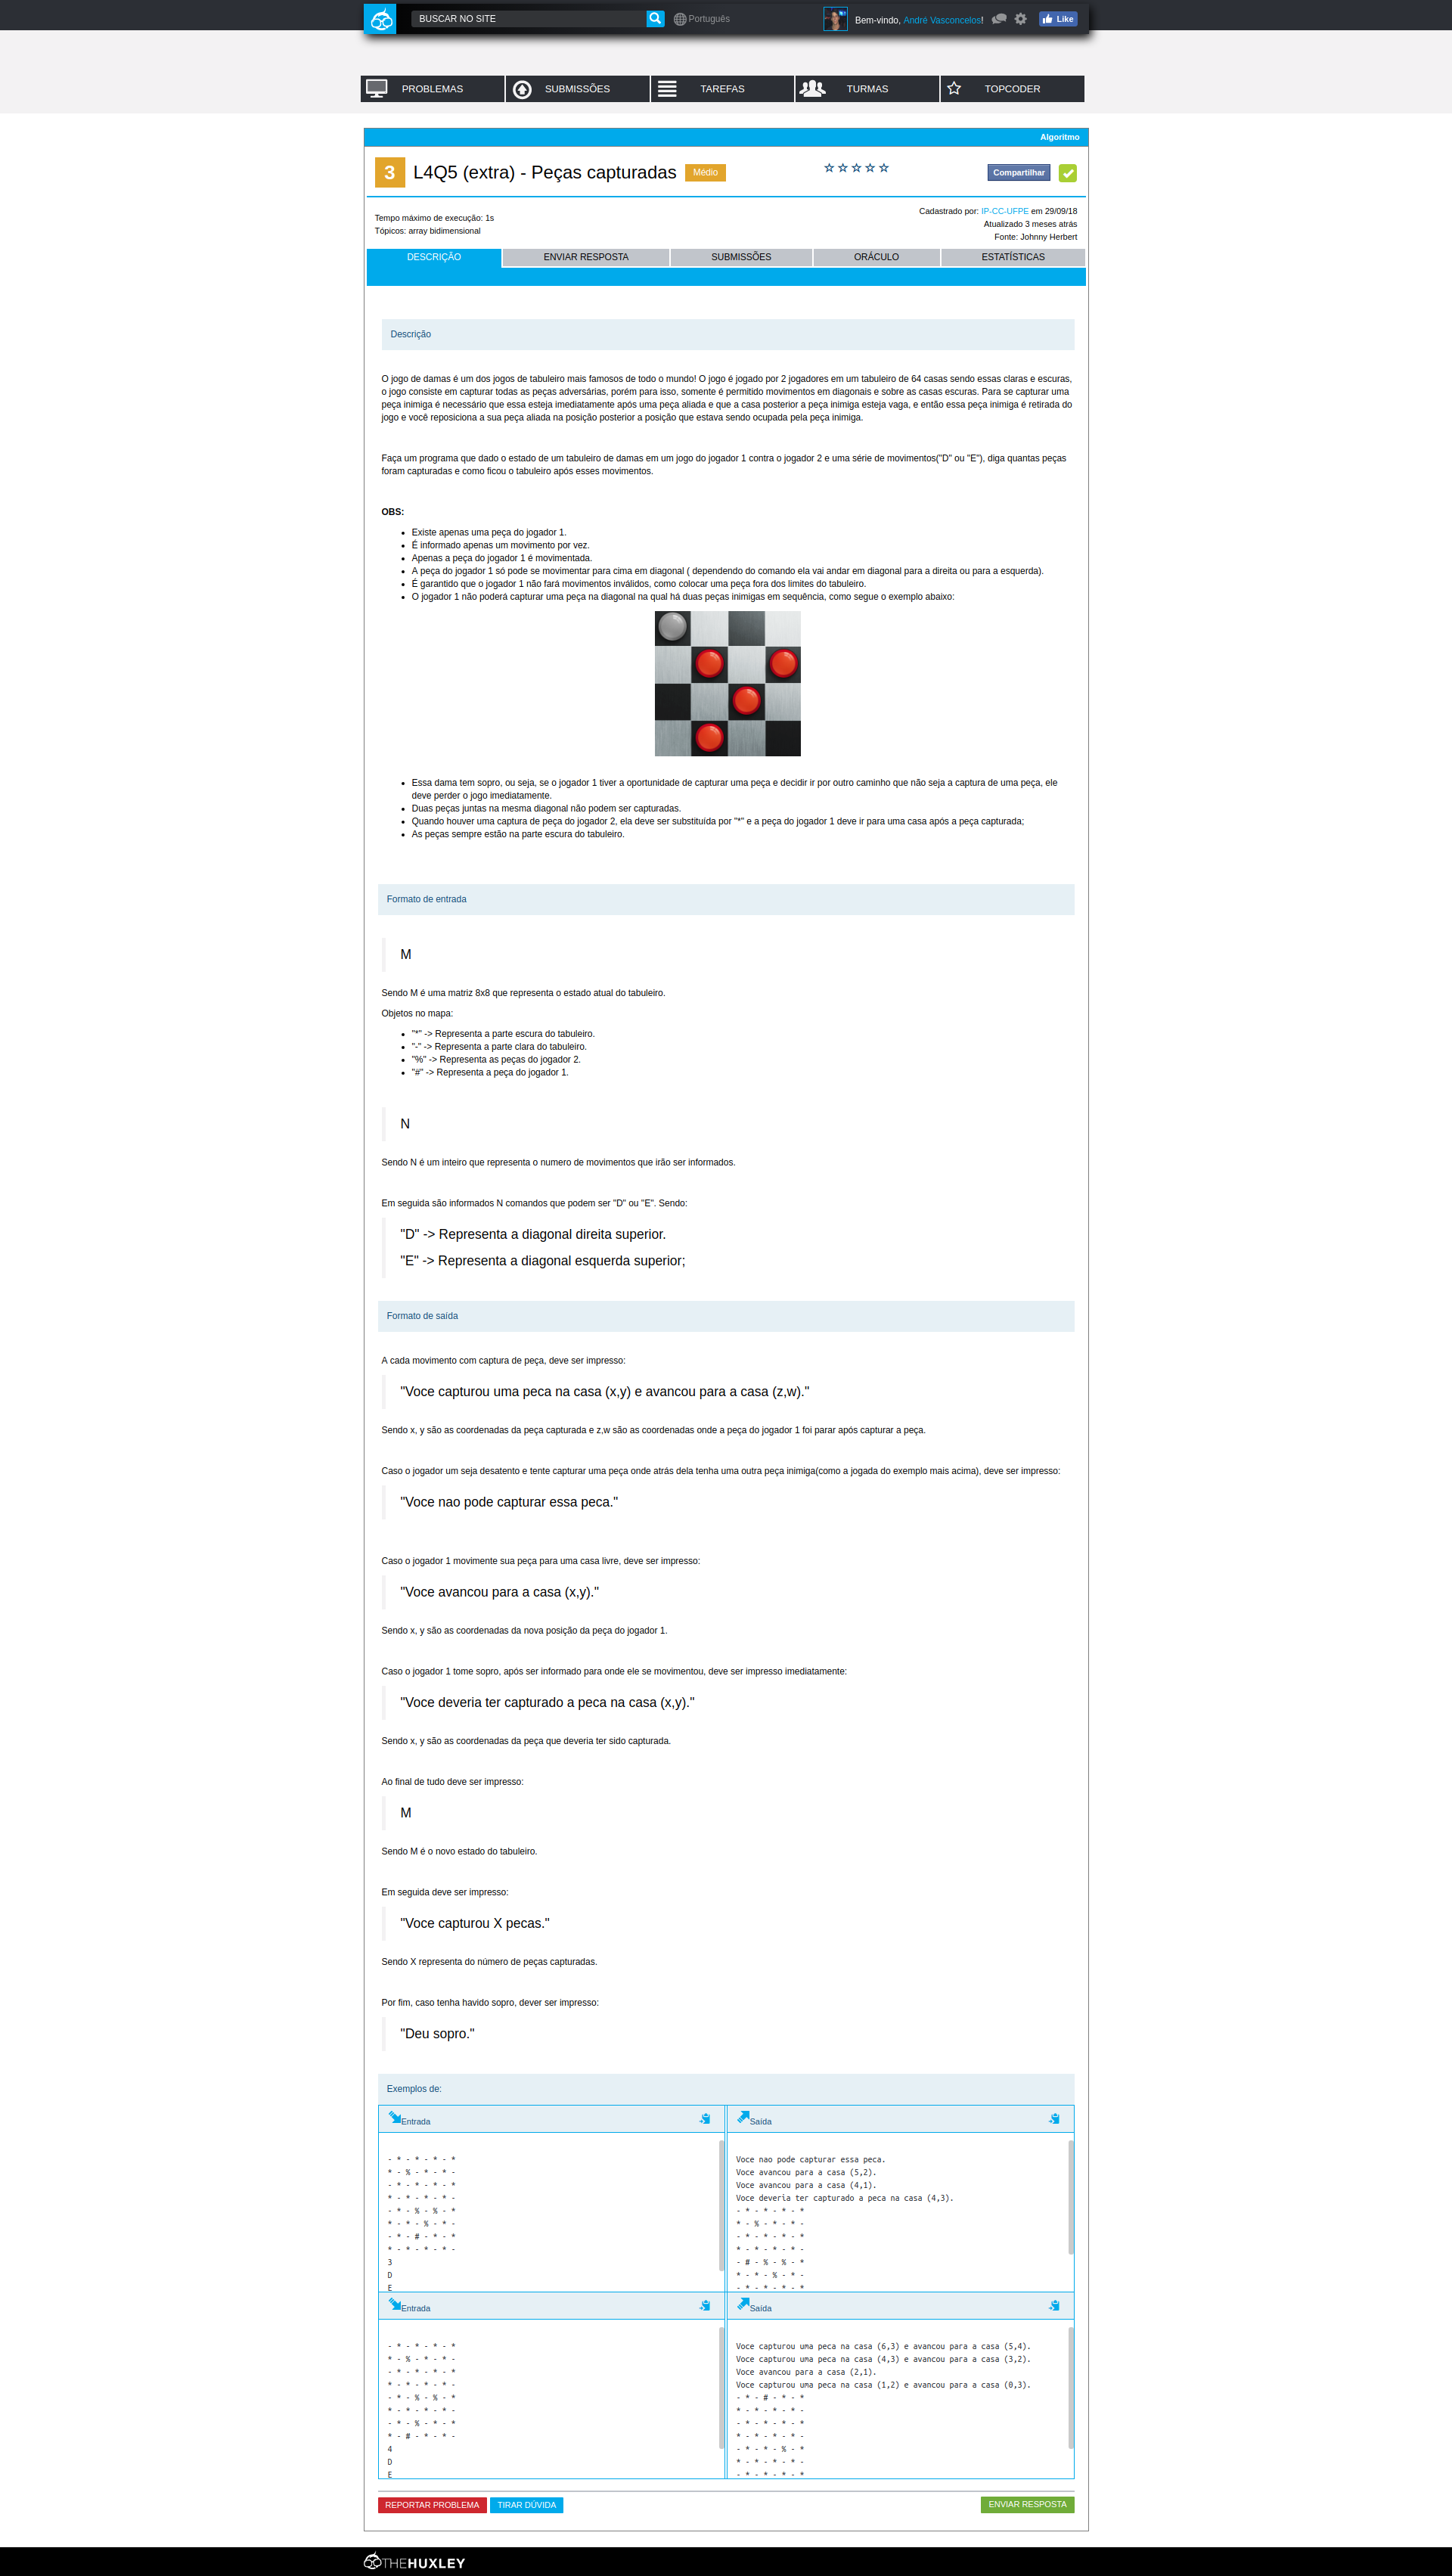 BUSCAR NO SITE
Português
Bem-vindo, André Vasconcelos!
Like
PROBLEMAS
SUBMISSÕES
TAREFAS
TURMAS
TOPCODER
Algoritmo
3
L4Q5 (extra) - Peças capturadas
Médio
Compartilhar
Tempo máximo de execução: 1s
Tópicos: array bidimensional
Cadastrado por: IP-CC-UFPE em 29/09/18
Atualizado 3 meses atrás
Fonte: Johnny Herbert
DESCRIÇÃO
ENVIAR RESPOSTA
SUBMISSÕES
ORÁCULO
ESTATÍSTICAS
Descrição
O jogo de damas é um dos jogos de tabuleiro mais famosos de todo o mundo! O jogo é jogado por 2 jogadores em um tabuleiro de 64 casas sendo essas claras e escuras,
o jogo consiste em capturar todas as peças adversárias, porém para isso, somente é permitido movimentos em diagonais e sobre as casas escuras. Para se capturar uma
peça inimiga é necessário que essa esteja imediatamente após uma peça aliada e que a casa posterior a peça inimiga esteja vaga, e então essa peça inimiga é retirada do
jogo e você reposiciona a sua peça aliada na posição posterior a posição que estava sendo ocupada pela peça inimiga.
Faça um programa que dado o estado de um tabuleiro de damas em um jogo do jogador 1 contra o jogador 2 e uma série de movimentos("D" ou "E"), diga quantas peças
foram capturadas e como ficou o tabuleiro após esses movimentos.
OBS:
• Existe apenas uma peça do jogador 1.
• É informado apenas um movimento por vez.
• Apenas a peça do jogador 1 é movimentada.
• A peça do jogador 1 só pode se movimentar para cima em diagonal ( dependendo do comando ela vai andar em diagonal para a direita ou para a esquerda).
• É garantido que o jogador 1 não fará movimentos inválidos, como colocar uma peça fora dos limites do tabuleiro.
• O jogador 1 não poderá capturar uma peça na diagonal na qual há duas peças inimigas em sequência, como segue o exemplo abaixo:
• Essa dama tem sopro, ou seja, se o jogador 1 tiver a oportunidade de capturar uma peça e decidir ir por outro caminho que não seja a captura de uma peça, ele
deve perder o jogo imediatamente.
• Duas peças juntas na mesma diagonal não podem ser capturadas.
• Quando houver uma captura de peça do jogador 2, ela deve ser substituída por "*" e a peça do jogador 1 deve ir para uma casa após a peça capturada;
• As peças sempre estão na parte escura do tabuleiro.
Formato de entrada
M
Sendo M é uma matriz 8x8 que representa o estado atual do tabuleiro.
Objetos no mapa:
• "*" -> Representa a parte escura do tabuleiro.
• "-" -> Representa a parte clara do tabuleiro.
• "%" -> Representa as peças do jogador 2.
• "#" -> Representa a peça do jogador 1.
N
Sendo N é um inteiro que representa o numero de movimentos que irão ser informados.
Em seguida são informados N comandos que podem ser "D" ou "E". Sendo:
"D" -> Representa a diagonal direita superior.
"E" -> Representa a diagonal esquerda superior;
Formato de saída
A cada movimento com captura de peça, deve ser impresso:
"Voce capturou uma peca na casa (x,y) e avancou para a casa (z,w)."
Sendo x, y são as coordenadas da peça capturada e z,w são as coordenadas onde a peça do jogador 1 foi parar após capturar a peça.
Caso o jogador um seja desatento e tente capturar uma peça onde atrás dela tenha uma outra peça inimiga(como a jogada do exemplo mais acima), deve ser impresso:
"Voce nao pode capturar essa peca."
Caso o jogador 1 movimente sua peça para uma casa livre, deve ser impresso:
"Voce avancou para a casa (x,y)."
Sendo x, y são as coordenadas da nova posição da peça do jogador 1.
Caso o jogador 1 tome sopro, após ser informado para onde ele se movimentou, deve ser impresso imediatamente:
"Voce deveria ter capturado a peca na casa (x,y)."
Sendo x, y são as coordenadas da peça que deveria ter sido capturada.
Ao final de tudo deve ser impresso:
M
Sendo M é o novo estado do tabuleiro.
Em seguida deve ser impresso:
"Voce capturou X pecas."
Sendo X representa do número de peças capturadas.
Por fim, caso tenha havido sopro, dever ser impresso:
"Deu sopro."
Exemplos de:
Entrada
- * - * - * - *
* - % - * - * -
- * - * - * - *
* - * - * - * -
- * - % - % - *
* - * - % - * -
- * - # - * - *
* - * - * - * -
3
D
E
Saída
Voce nao pode capturar essa peca.
Voce avancou para a casa (5,2).
Voce avancou para a casa (4,1).
Voce deveria ter capturado a peca na casa (4,3).
- * - * - * - *
* - % - * - * -
- * - * - * - *
* - * - * - * -
- # - % - % - *
* - * - % - * -
- * - * - * - *
Entrada
- * - * - * - *
* - % - * - * -
- * - * - * - *
* - * - * - * -
- * - % - % - *
* - * - * - * -
- * - % - * - *
* - # - * - * -
4
D
E
Saída
Voce capturou uma peca na casa (6,3) e avancou para a casa (5,4).
Voce capturou uma peca na casa (4,3) e avancou para a casa (3,2).
Voce avancou para a casa (2,1).
Voce capturou uma peca na casa (1,2) e avancou para a casa (0,3).
- * - # - * - *
* - * - * - * -
- * - * - * - *
* - * - * - * -
- * - * - % - *
* - * - * - * -
- * - * - * - *
REPORTAR PROBLEMA
TIRAR DÚVIDA
ENVIAR RESPOSTA
THEHUXLEY